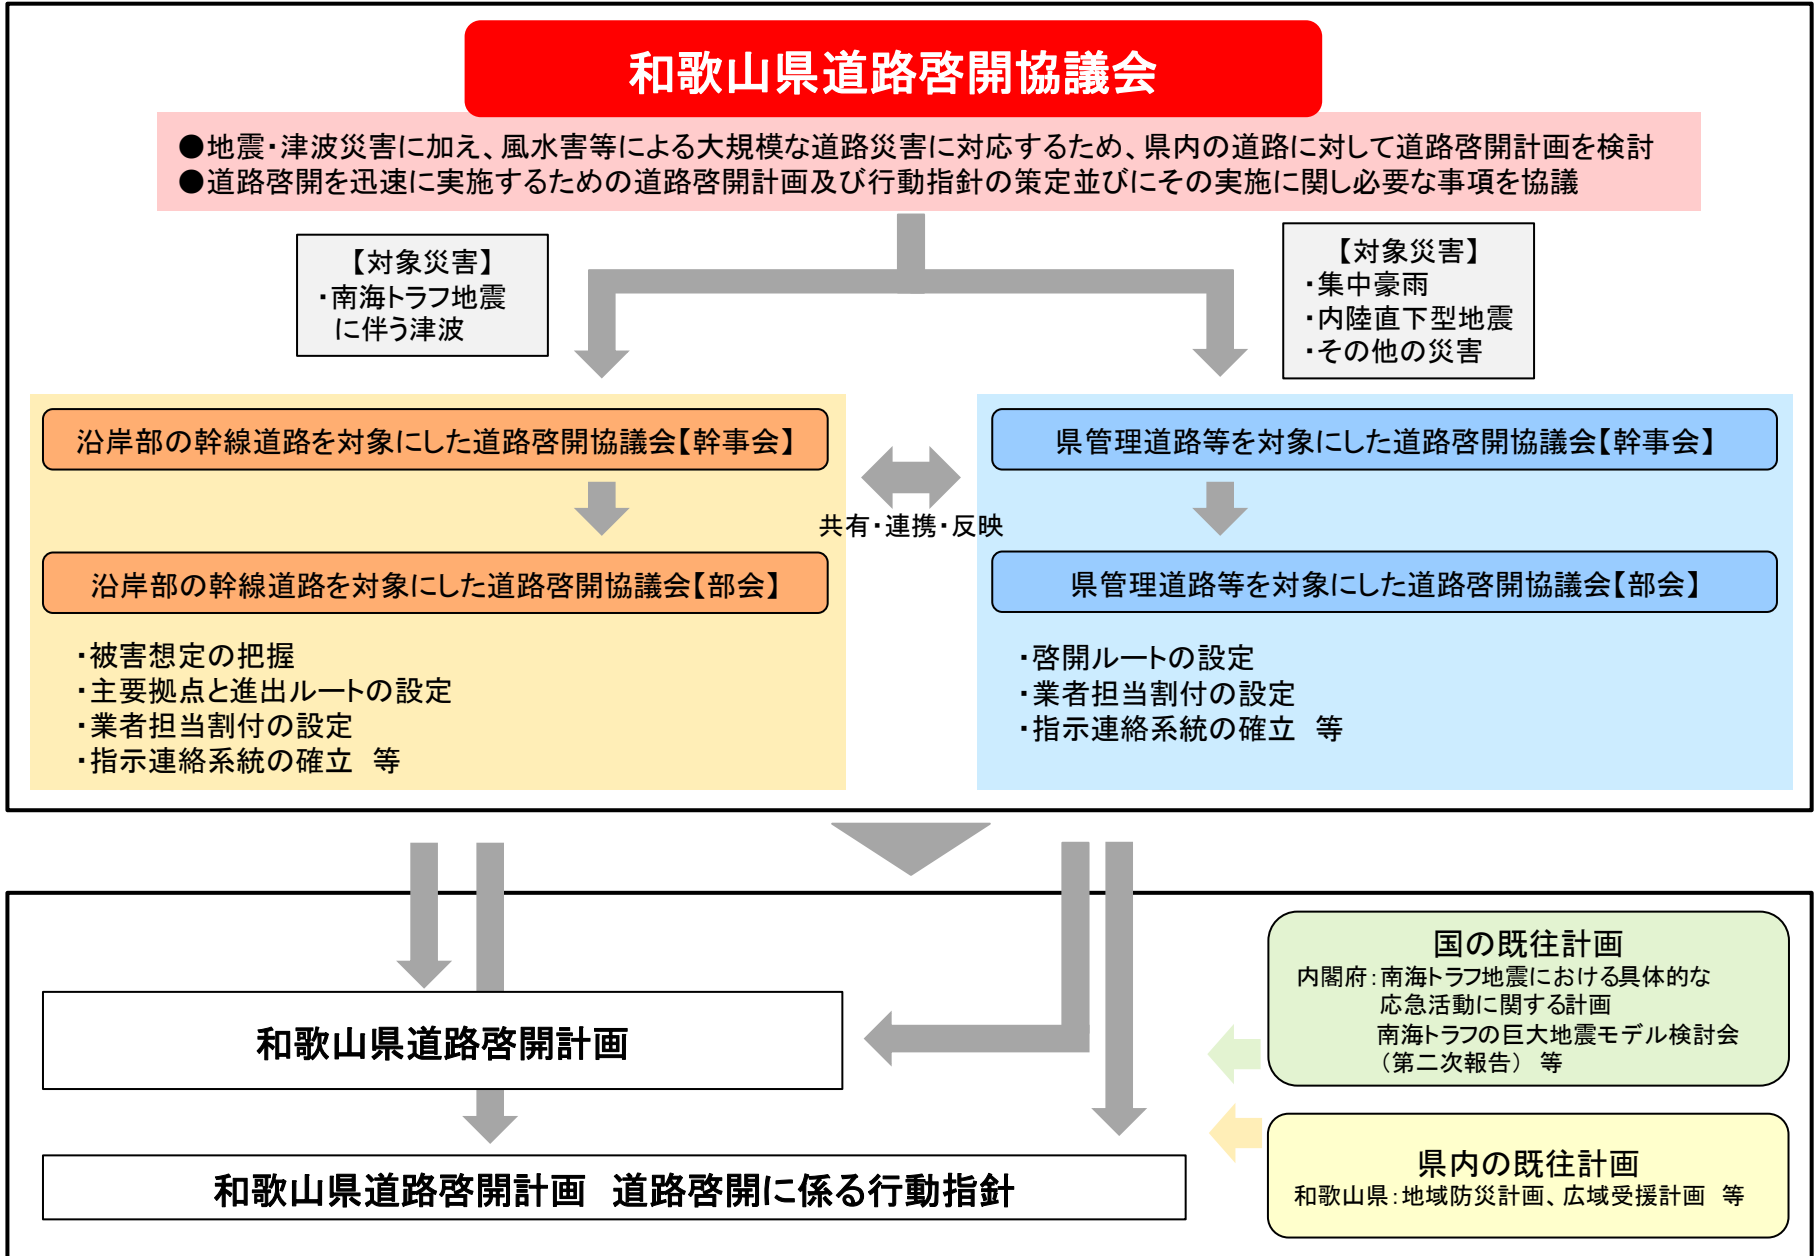 和歌山県道路啓開協議会
●地震・津波災害に加え、風水害等による大規模な道路災害に対応するため、県内の道路に対して道路啓開計画を検討
●道路啓開を迅速に実施するための道路啓開計画及び行動指針の策定並びにその実施に関し必要な事項を協議
【対象災害】
・南海トラフ地震
に伴う津波
【対象災害】
・集中豪雨
・内陸直下型地震
・その他の災害
沿岸部の幹線道路を対象にした道路啓開協議会【幹事会】
県管理道路等を対象にした道路啓開協議会【幹事会】
共有・連携・反映
沿岸部の幹線道路を対象にした道路啓開協議会【部会】
・被害想定の把握
・主要拠点と進出ルートの設定
・業者担当割付の設定
・指示連絡系統の確立 等
県管理道路等を対象にした道路啓開協議会【部会】
・啓開ルートの設定
・業者担当割付の設定
・指示連絡系統の確立 等
和歌山県道路啓開計画
和歌山県道路啓開計画 道路啓開に係る行動指針
国の既往計画
内閣府：南海トラフ地震における具体的な
応急活動に関する計画
南海トラフの巨大地震モデル検討会
（第二次報告） 等
県内の既往計画
和歌山県：地域防災計画、広域受援計画 等